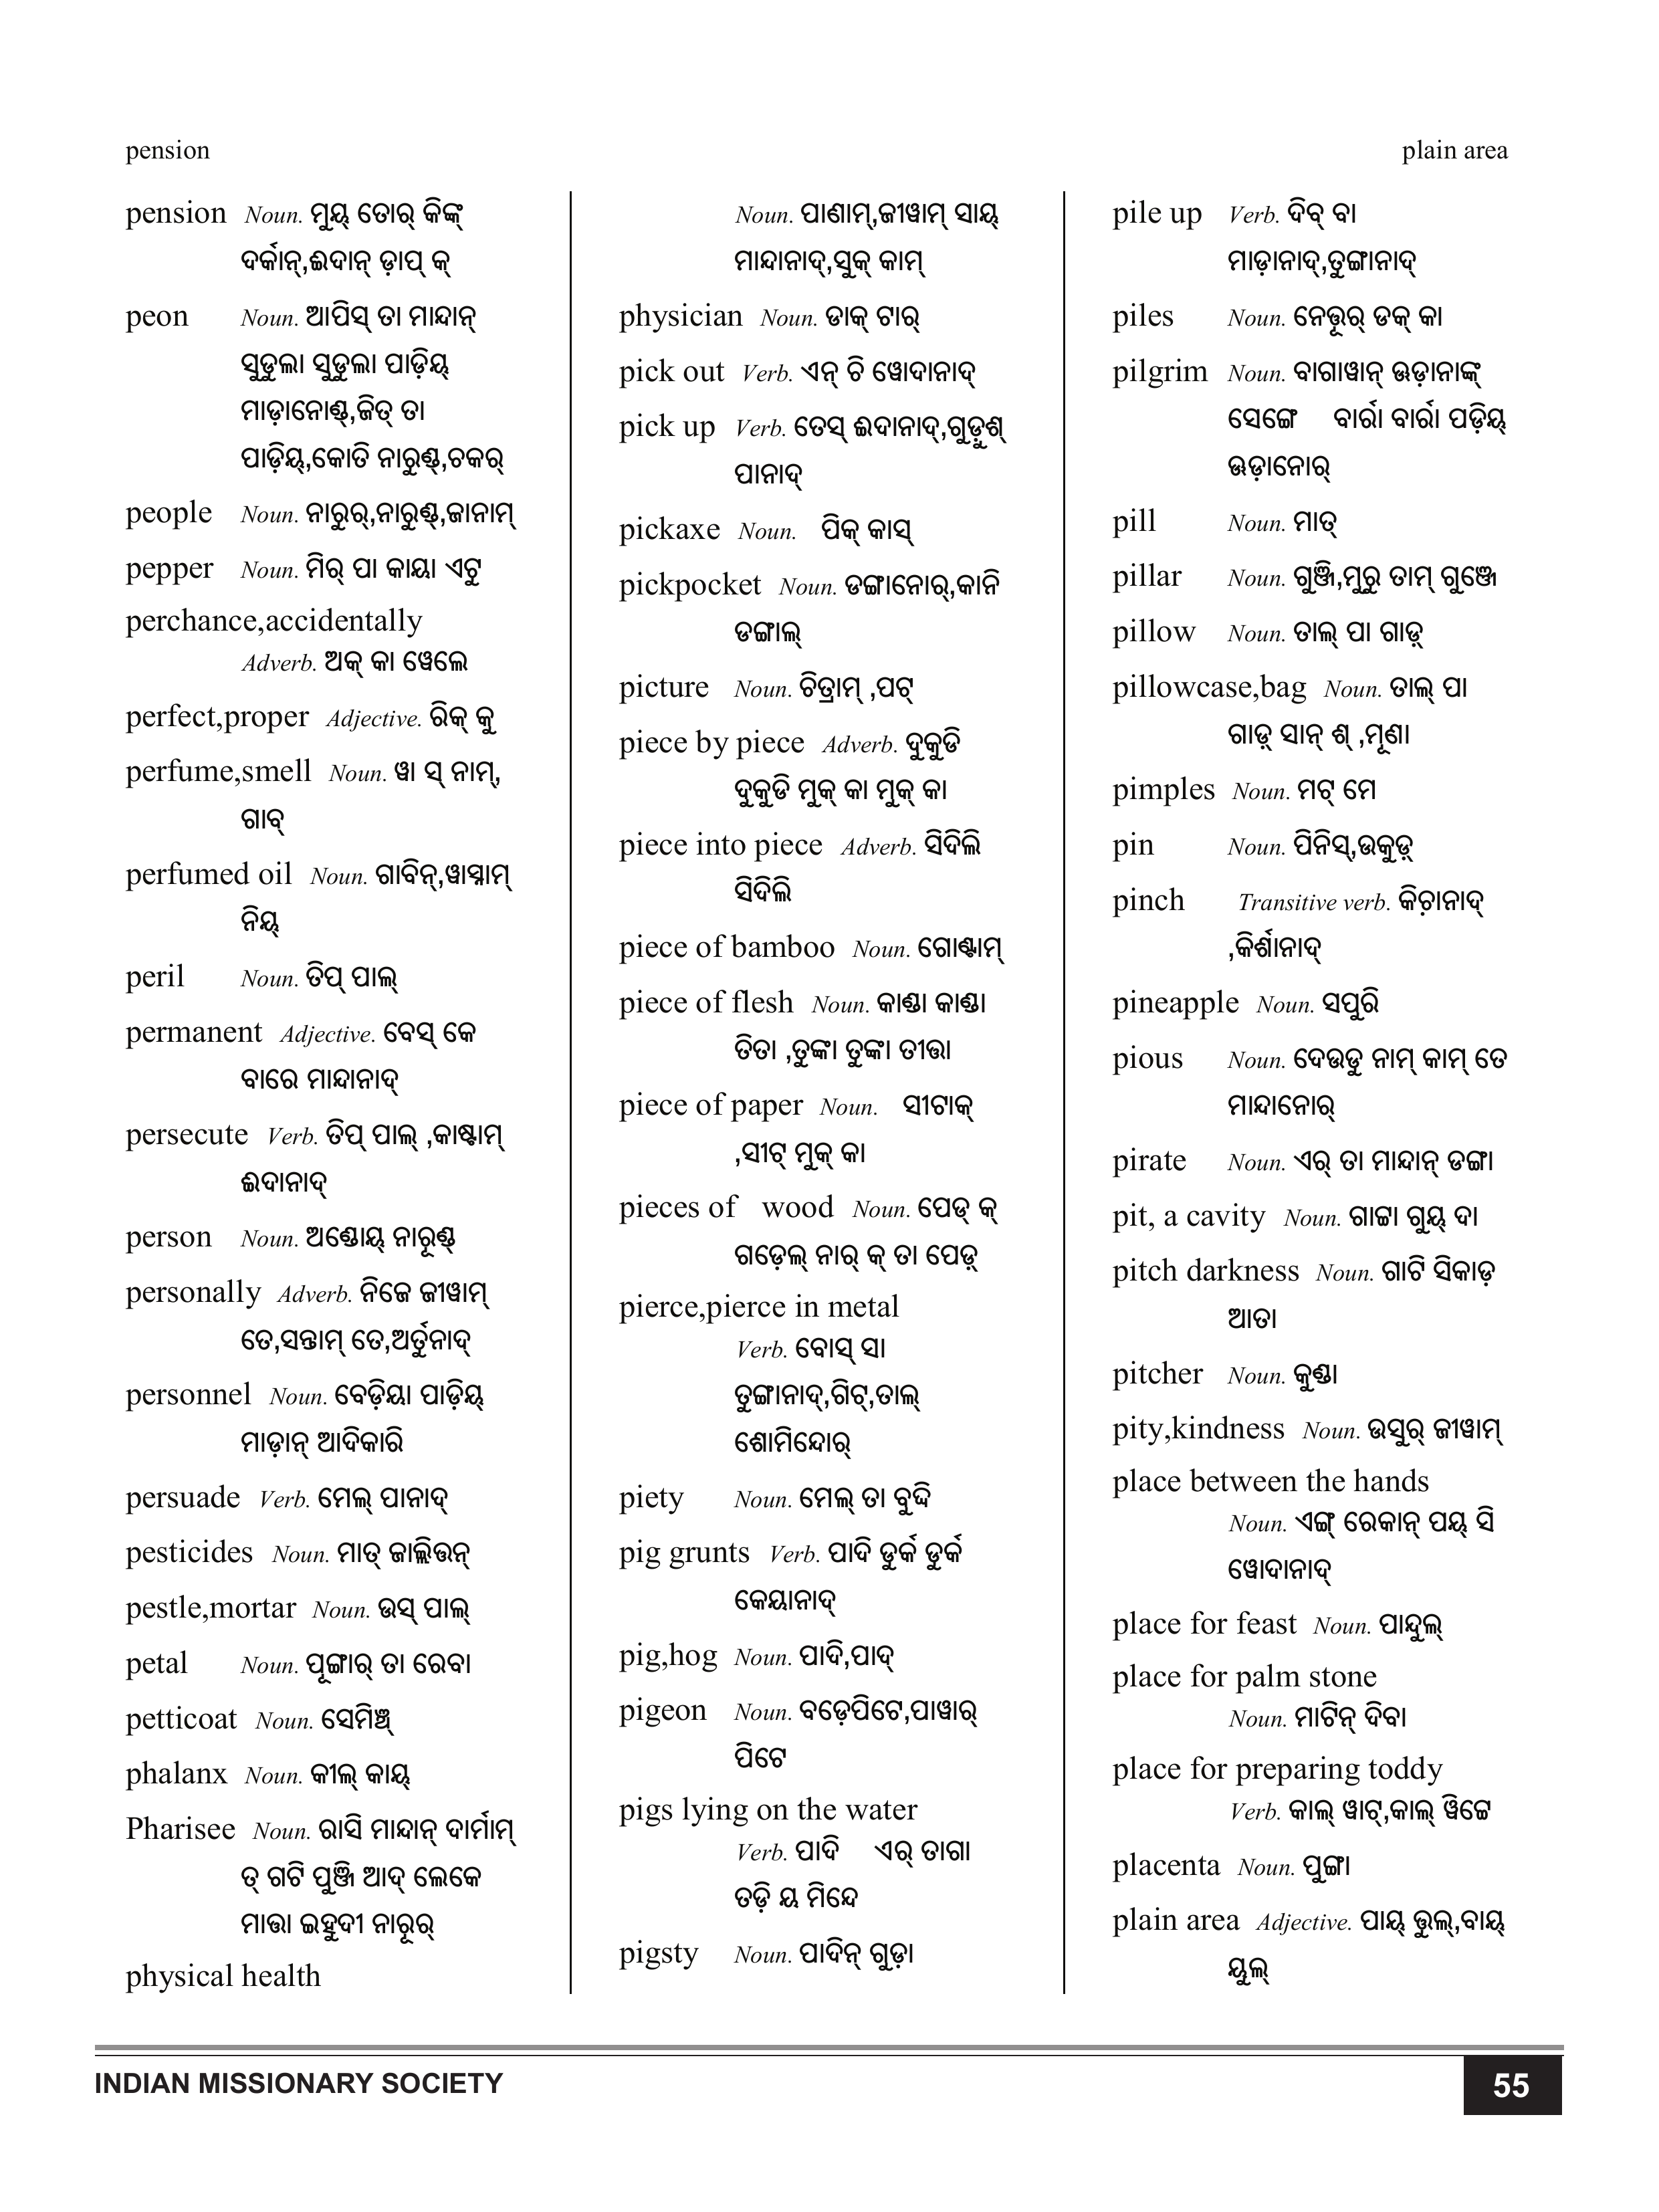 pension
plain area
pension Noun. ମୁୟ୍ ତୋର୍ କିଙ୍କ୍
ଦର୍କାନ୍,ଈଦାନ୍ ଡ଼ାପ୍ କ୍
peon Noun. ଆପିସ୍ ତା ମାନ୍ଦାନ୍
ସୁଡୁଲା ସୁଡୁଲା ପାଡ଼ିୟ୍
ମାଡ଼ାନୋଣ୍ଡ୍,ଜିତ୍ ତା
ପାଡ଼ିୟ୍,କୋତି ନାରୁଣ୍ଡ୍,ଚକର୍
people Noun. ନାରୁର୍,ନାରୁଣ୍ଡ୍,ଜାନାମ୍
pepper Noun. ମିର୍ ପା କାୟା ଏଟୁ
perchance,accidentally
Adverb. ଅକ୍ କା ୱେଲେ
perfect,proper Adjective. ରିକ୍ କୁ
perfume,smell Noun. ୱା ସ୍ ନାମ୍,
ଗାବ୍
perfumed oil Noun. ଗାବିନ୍,ୱାସ୍ନାମ୍
ନିୟ୍
peril Noun. ତିପ୍ ପାଲ୍
permanent Adjective. ବେସ୍ କେ
ବାରେ ମାନ୍ଦାନାଦ୍
persecute Verb. ତିପ୍ ପାଲ୍ ,କାଷ୍ଟାମ୍
ଈଦାନାଦ୍
person Noun. ଅଣ୍ଡୋୟ୍ ନାରୂଣ୍ଡ୍
personally Adverb. ନିଜେ ଜୀୱାମ୍
ତେ,ସନ୍ତାମ୍ ତେ,ଅର୍ତୁନାଦ୍
personnel Noun. ବେଡ଼ିୟା ପାଡ଼ିୟ୍
ମାଡ଼ାନ୍ ଆଦିକାରି
persuade Verb. ମେଲ୍ ପାନାଦ୍
pesticides Noun. ମାତ୍ ଜାଲ୍ଲିଉନ୍
pestle,mortar Noun. ଉସ୍ ପାଲ୍
petal Noun. ପୂଙ୍ଗାର୍ ତା ରେବା
petticoat Noun. ସେମିଞ୍ଚ୍
phalanx Noun. କୀଲ୍ କାୟ୍
Pharisee Noun. ରାସି ମାନ୍ଦାନ୍ ଦାର୍ମାମ୍
ତ୍ ଗଟି ପୁଞ୍ଜି ଆଦ୍ ଲେକେ
ମାତ୍ତା ଇହୁଦୀ ନାରୂର୍
physical health
Noun. ପାଣାମ୍,ଜୀୱାମ୍ ସାୟ୍
ମାନ୍ଦାନାଦ୍,ସୁକ୍ କାମ୍
physician Noun. ଡାକ୍ ଟାର୍
pick out Verb. ଏନ୍ ଚି ୱୋଦାନାଦ୍
pick up Verb. ତେସ୍ ଈଦାନାଦ୍,ଗୁଡ଼ୁଶ୍
ପାନାଦ୍
pickaxe Noun. ପିକ୍ କାସ୍
pickpocket Noun. ଡଙ୍ଗାନୋର୍,କାନି
ଡଙ୍ଗାଲ୍
picture Noun. ଚିତ୍ରାମ୍ ,ପଟ୍
piece by piece Adverb. ଦୁକୁଡି
ଦୁକୁଡି ମୁକ୍ କା ମୁକ୍ କା
piece into piece Adverb. ସିଦିଲି
ସିଦିଲି
piece of bamboo Noun. ଗୋଣ୍ଟାମ୍
piece of flesh Noun. କାଣ୍ଡା କାଣ୍ଡା
ତିତା ,ତୁଙ୍କା ତୁଙ୍କା ତୀତ୍ତା
piece of paper Noun. ସୀଟାକ୍
,ସୀଟ୍ ମୁକ୍ କା
pieces of wood Noun. ପେଡ୍ କ୍
ଗଡ଼େଲ୍ ନାର୍ କ୍ ତା ପେଡ଼୍
pierce,pierce in metal
Verb. ବୋସ୍ ସା
ତୁଙ୍ଗାନାଦ୍,ଗିଟ୍,ତାଲ୍
ଶୋମିନ୍ଦୋର୍
piety Noun. ମେଲ୍ ତା ବୁଦ୍ଦି
pig grunts Verb. ପାଦି ଡୁର୍କ ଡୁର୍କ
କେୟାନାଦ୍
pig,hog Noun. ପାଦି,ପାଦ୍
pigeon Noun. ବଡ଼େପିଟେ,ପାୱାର୍
ପିଟେ
pigs lying on the water
Verb. ପାଦି ଏର୍ ତାଗା
ତଡ଼ି ୟ ମିନ୍ଦେ
pigsty Noun. ପାଦିନ୍ ଗୁଡ଼ା
pile up Verb. ଦିବ୍ ବା
ମାଡ଼ାନାଦ୍,ତୁଙ୍ଗାନାଦ୍
piles Noun. ନେତ୍ତୂର୍ ଡକ୍ କା
pilgrim Noun. ବାଗାୱାନ୍ ଊଡ଼ାନାଙ୍କ୍
ସେଙ୍ଗେ ବାର୍ରା ବାର୍ରା ପଡ଼ିୟ୍
ଊଡ଼ାନୋର୍
pill Noun. ମାତ୍
pillar Noun. ଗୁଞ୍ଜି,ମୁରୁ ତାମ୍ ଗୁଞ୍ଜେ
pillow Noun. ତାଲ୍ ପା ଗାଡ଼୍
pillowcase,bag Noun. ତାଲ୍ ପା
ଗାଡ଼୍ ସାନ୍ ଶ୍ ,ମୂଣା
pimples Noun. ମଟ୍ ମେ
pin Noun. ପିନିସ୍,ଉକୁଡ଼୍
pinch Transitive verb. କିଚ଼ାନାଦ୍
,କିର୍ଶାନାଦ୍
pineapple Noun. ସପୁରି
pious Noun. ଦେଉଡୁ ନାମ୍ କାମ୍ ତେ
ମାନ୍ଦାନୋର୍
pirate Noun. ଏର୍ ତା ମାନ୍ଦାନ୍ ଡଙ୍ଗା
pit, a cavity Noun. ଗାଟ୍ଟା ଗୁୟ୍ ଦା
pitch darkness Noun. ଗାଟି ସିକାଡ଼
ଆତା
pitcher Noun. କୁଣ୍ଡା
pity,kindness Noun. ଉସୁର୍ ଜୀୱାମ୍
place between the hands
Noun. ଏଙ୍ଗ୍ ରେକାନ୍ ପୟ୍ ସି
ୱୋଦାନାଦ୍
place for feast Noun. ପାନ୍ଦୁଲ୍
place for palm stone
Noun. ମାଟିନ୍ ଦିବା
place for preparing toddy
Verb. କାଲ୍ ୱାଟ୍,କାଲ୍ ୱିଟ୍ଟେ
placenta Noun. ପୁଙ୍ଗା
plain area Adjective. ପାୟ୍ ତ୍ତୁଲ୍,ବାୟ୍
ୟୁଲ୍
INDIAN MISSIONARY SOCIETY
55